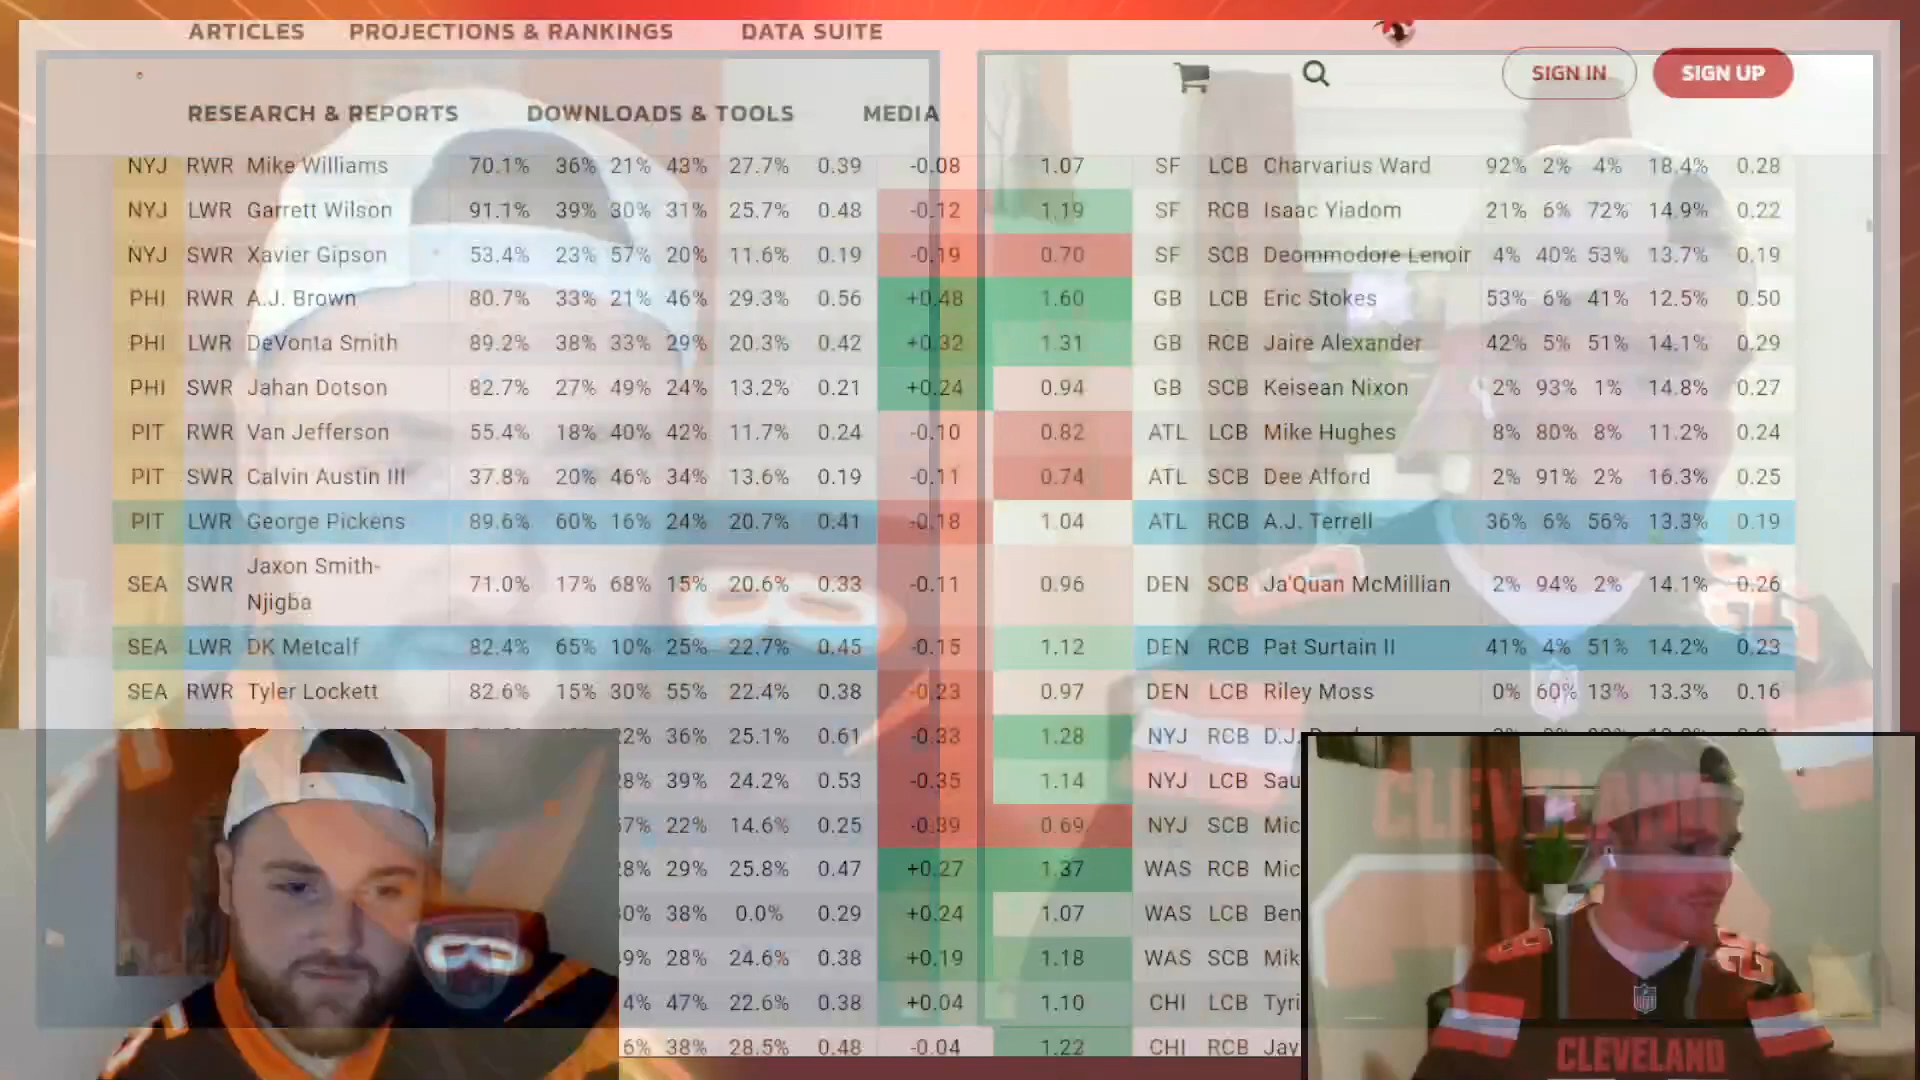 ARTICLES PROJECTIONS & RANKINGS DATA SUITE
SIGN IN SIGN UP
RESEARCH & REPORTS DOWNLOADS & TOOLS MEDIA
NYJ RWR Mike Williams 70.1% 36% 21% 43% 27.7% 0.39 -0.08 1.07 SF LCB Charvarius Ward 92% 2% 4% 18.4% 0.28
NYJ LWR Garrett Wilson 91.1% 39% 30% 31% 25.7% 0.48 -0.12 1.19 SF RCB Isaac Yiadom 21% 6% 72% 14.9% 0.22
NYJ SWR Xavier Gipson 53.4% 23% 57% 20% 11.6% 0.19 -0.19 0.70 SF SCB Deommodore Lenoir 4% 40% 53% 13.7% 0.19
PHI RWR A.J. Brown 80.7% 33% 21% 46% 29.3% 0.56 +0.48 1.60 GB LCB Eric Stokes 53% 6% 41% 12.5% 0.50
PHI LWR DeVonta Smith 89.2% 38% 33% 29% 20.3% 0.42 +0.32 1.31 GB RCB Jaire Alexander 42% 5% 51% 14.1% 0.29
PHI SWR Jahan Dotson 82.7% 27% 49% 24% 13.2% 0.21 +0.24 0.94 GB SCB Keisean Nixon 2% 93% 1% 14.8% 0.27
PIT RWR Van Jefferson 55.4% 18% 40% 42% 11.7% 0.24 -0.10 0.82 ATL LCB Mike Hughes 8% 80% 8% 11.2% 0.24
PIT SWR Calvin Austin III 37.8% 20% 46% 34% 13.6% 0.19 -0.11 0.74 ATL SCB Dee Alford 2% 91% 2% 16.3% 0.25
PIT LWR George Pickens 89.6% 60% 16% 24% 20.7% 0.41 -0.18 1.04 ATL RCB A.J. Terrell 36% 6% 56% 13.3% 0.19
SEA SWR Jaxon Smith-
Njigba 71.0% 17% 68% 15% 20.6% 0.33 -0.11 0.96 DEN SCB Ja'Quan McMillian 2% 94% 2% 14.1% 0.26
SEA LWR DK Metcalf 82.4% 65% 10% 25% 22.7% 0.45 -0.15 1.12 DEN RCB Pat Surtain II 41% 4% 51% 14.2% 0.23
SEA RWR Tyler Lockett 82.6% 15% 30% 55% 22.4% 0.38 -0.23 0.97 DEN LCB Riley Moss 0% 60% 13% 13.3% 0.16
22% 36% 25.1% 0.61 -0.33 1.28 NYJ RCB D.J.
8% 39% 24.2% 0.53 -0.35 1.14 NYJ LCB Sau
57% 22% 14.6% 0.25 -0.39 0.69 NYJ SCB Mic
8% 29% 25.8% 0.47 +0.27 1.37 WAS RCB Mic
0% 38% 0.0% 0.29 +0.24 1.07 WAS LCB Ben
9% 28% 24.6% 0.38 +0.19 1.18 WAS SCB Mik
4% 47% 22.6% 0.38 +0.04 1.10 CHI LCB Tyri
6% 38% 28.5% 0.48 -0.04 1.22 CHI RCB Jay
CLEVELAND
CLEVELAND